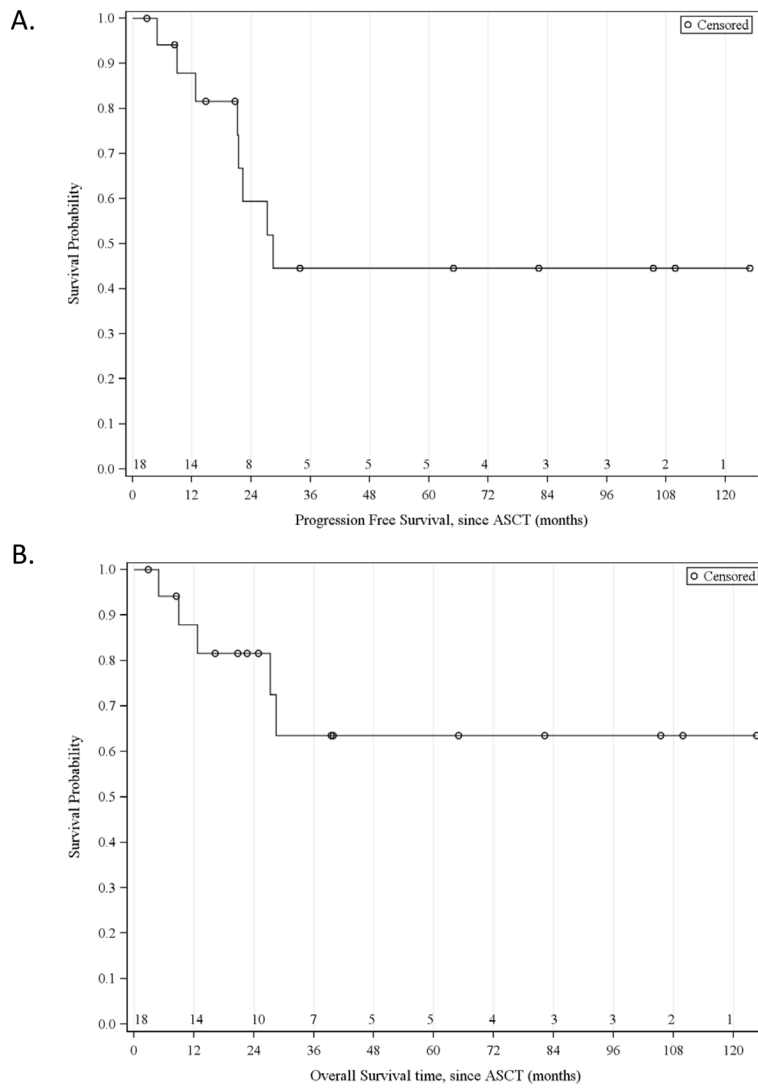 A.
Censored
1.0
0.9
0.8
0.7
0.6
0.5
0.4
0.3
0.2
0.1
0.0
Survival Probability
18 14 8 5 5 5 4 3 3 2 1
0 12 24 36 48 60 72 84 96 108 120
Progression Free Survival, since ASCT (months)
B.
Censored
1.0
0.9
0.8
0.7
0.6
0.5
0.4
0.3
0.2
0.1
0.0
Survival Probability
18 14 10 7 5 5 4 3 3 2 1
0 12 24 36 48 60 72 84 96 108 120
Overall Survival time, since ASCT (months)